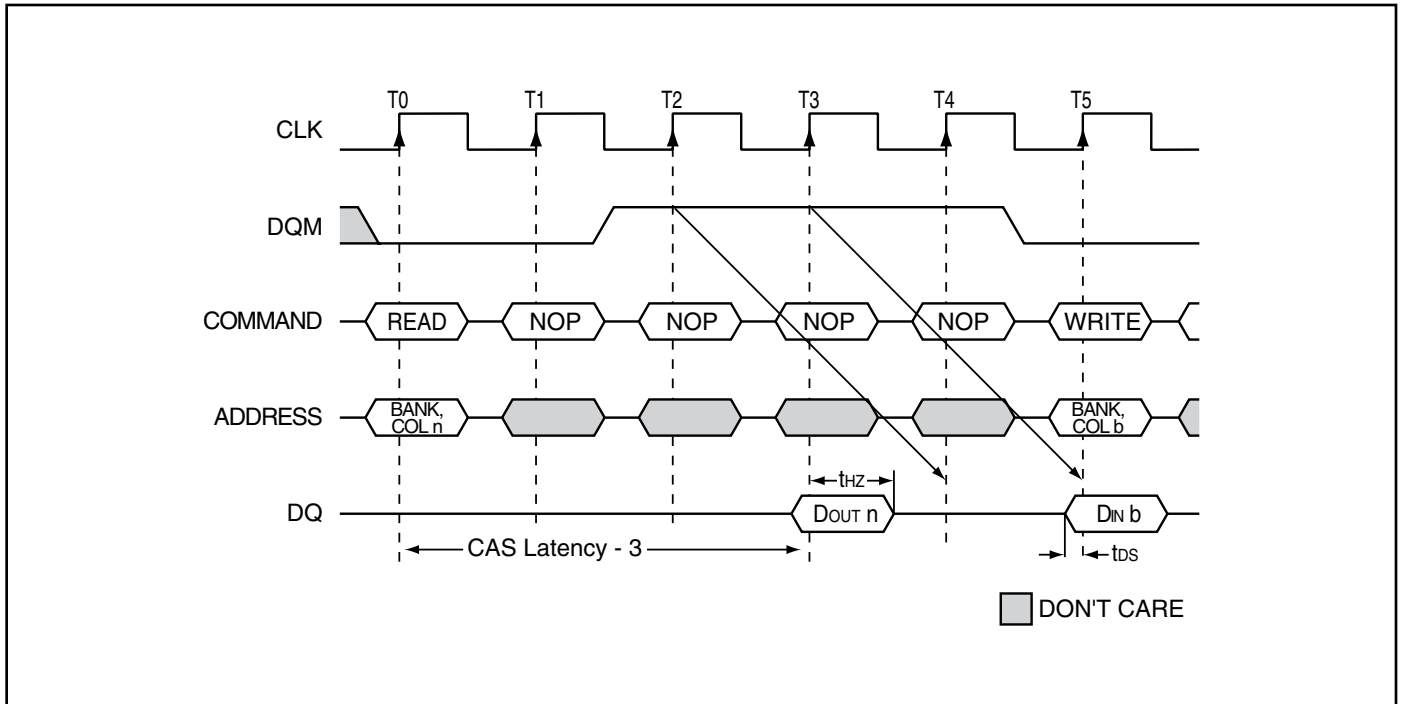 T0 T1 T2 T3 T4 T5
CLK
DQM
COMMAND READ NOP NOP NOP NOP WRITE
ADDRESS BANK, COL n BANK, COL b
tHZ
DQ DOUT n DIN b
CAS Latency - 3 tDS
DON'T CARE